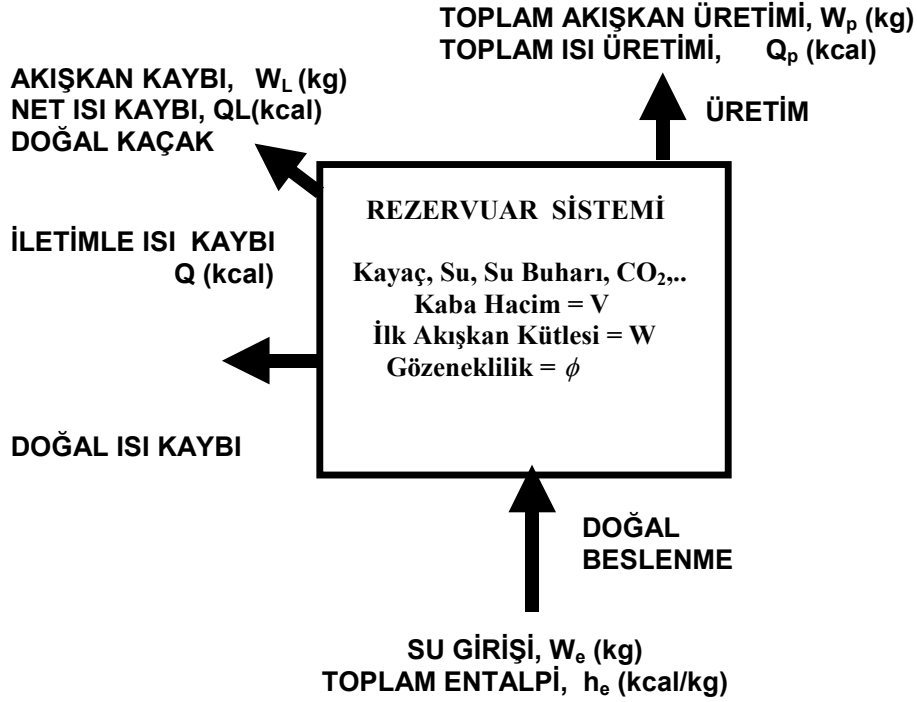 TOPLAM AKIŞKAN ÜRETİMİ, Wp (kg)
TOPLAM ISI ÜRETİMİ, Qp (kcal)
AKIŞKAN KAYBI, WL (kg)
NET ISI KAYBI, QL(kcal)
DOĞAL KAÇAK
ÜRETİM
REZERVUAR SİSTEMİ
İLETİMLE ISI KAYBI
Q (kcal)
Kayaç, Su, Su Buharı, CO2,..
Kaba Hacim = V
İlk Akışkan Kütlesi = W
Gözeneklilik = ϕ
DOĞAL ISI KAYBI
DOĞAL
BESLENME
SU GİRİŞİ, We (kg)
TOPLAM ENTALPİ, he (kcal/kg)